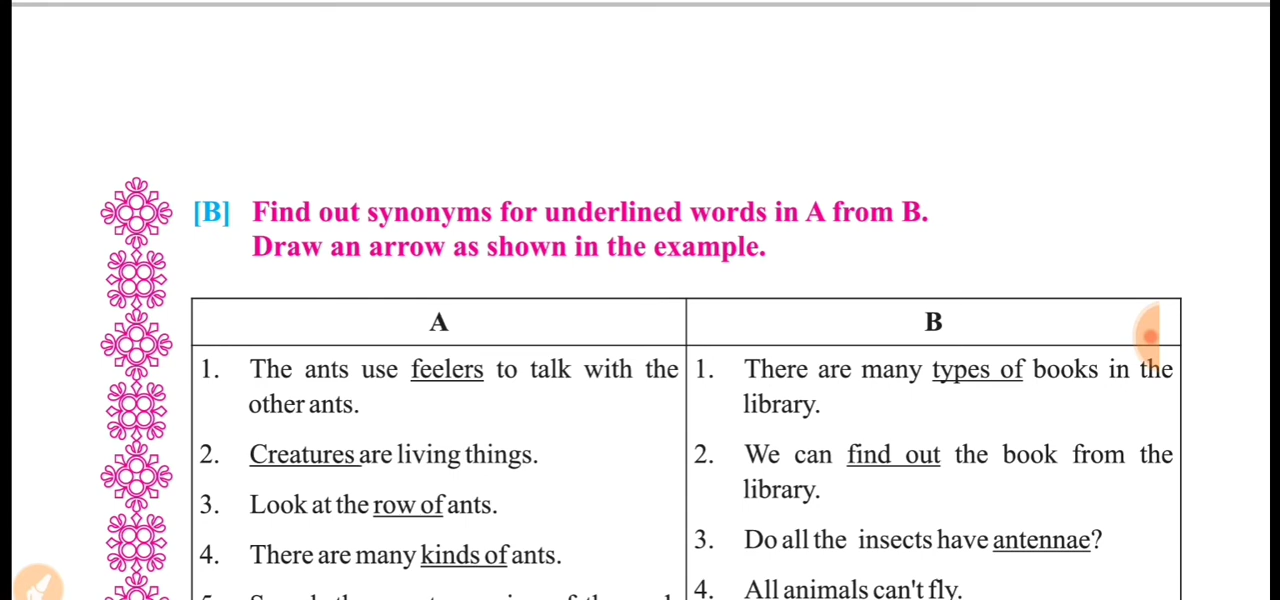 [B] Find out synonyms for underlined words in A from B.
Draw an arrow as shown in the example.
A
1. The ants use feelers to talk with the
other ants.
2. Creatures are living things.
3. Look at the row of ants.
4. There are many kinds of ants.
B
1. There are many types of books in the
library.
2. We can find out the book from the
library.
3. Do all the insects have antennae?
4. All animals can't fly.